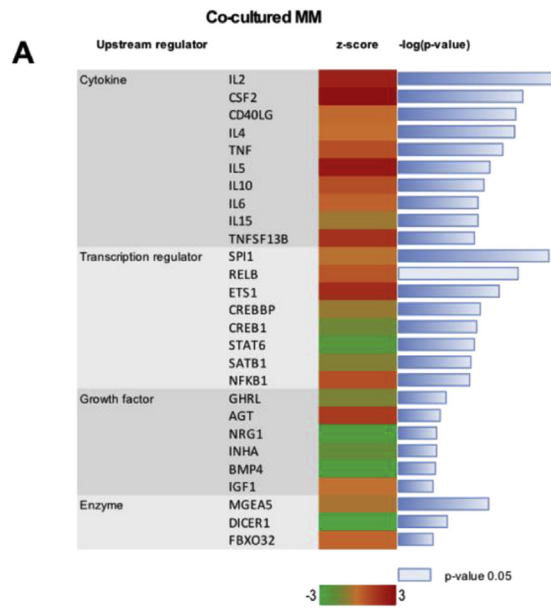 Co-cultured MM
A
Upstream regulator z-score -log(p-value)
Cytokine IL2
CSF2
CD40LG
IL4
TNF
IL5
IL10
IL6
IL15
TNFSF13B
Transcription regulator SPI1
RELB
ETS1
CREBBP
CREB1
STAT6
SATB1
NFKB1
Growth factor GHRL
AGT
NRG1
INHA
BMP4
IGF1
Enzyme MGEA5
DICER1
FBXO32
p-value 0.05
-3 3